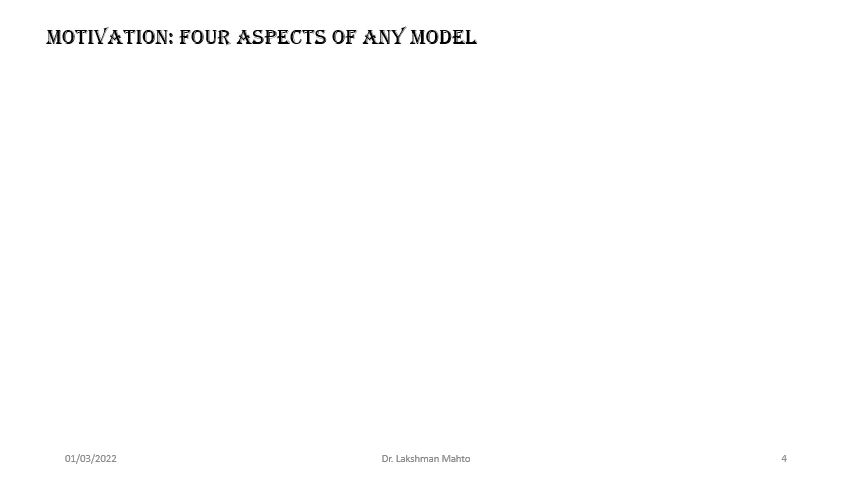 MOTIVATION: FOUR ASPECTS OF ANY MODEL
01/03/2022
Dr. Lakshman Mahto
4